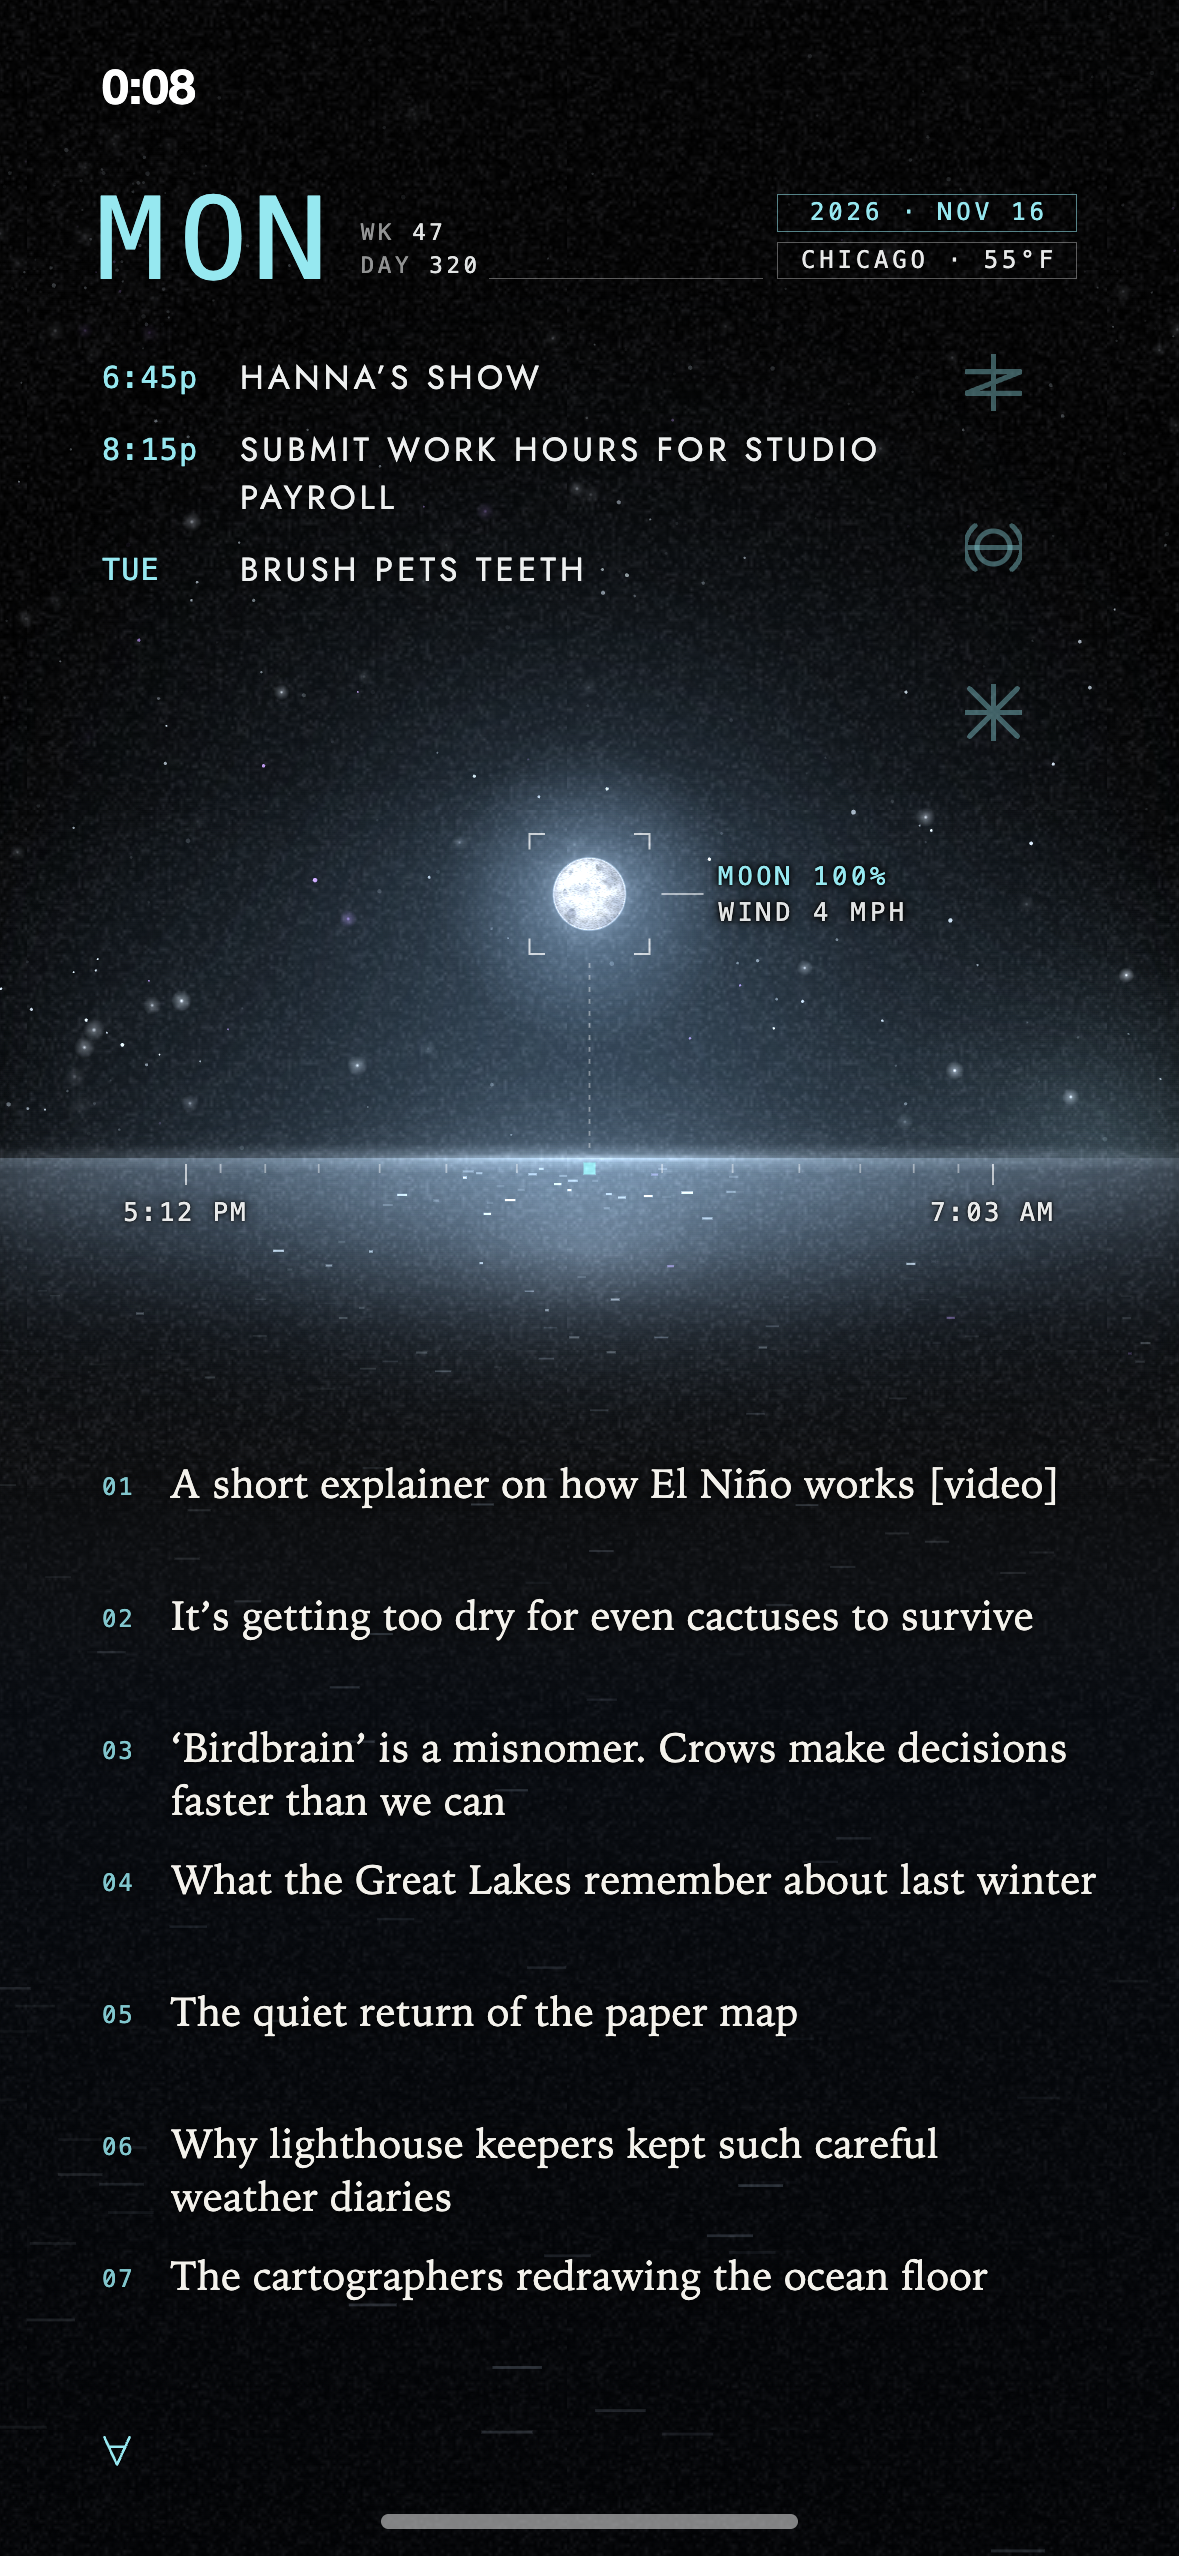 0:08
MON
WK 47
DAY 320
2026 · NOV 16
CHICAGO · 55°F
6:45p HANNA’S SHOW
8:15p SUBMIT WORK HOURS FOR STUDIO
PAYROLL
TUE BRUSH PETS TEETH
MOON 100%
WIND 4 MPH
5:12 PM 7:03 AM
01 A short explainer on how El Niño works [video]
02 It’s getting too dry for even cactuses to survive
03 ‘Birdbrain’ is a misnomer. Crows make decisions
faster than we can
04 What the Great Lakes remember about last winter
05 The quiet return of the paper map
06 Why lighthouse keepers kept such careful
weather diaries
07 The cartographers redrawing the ocean floor